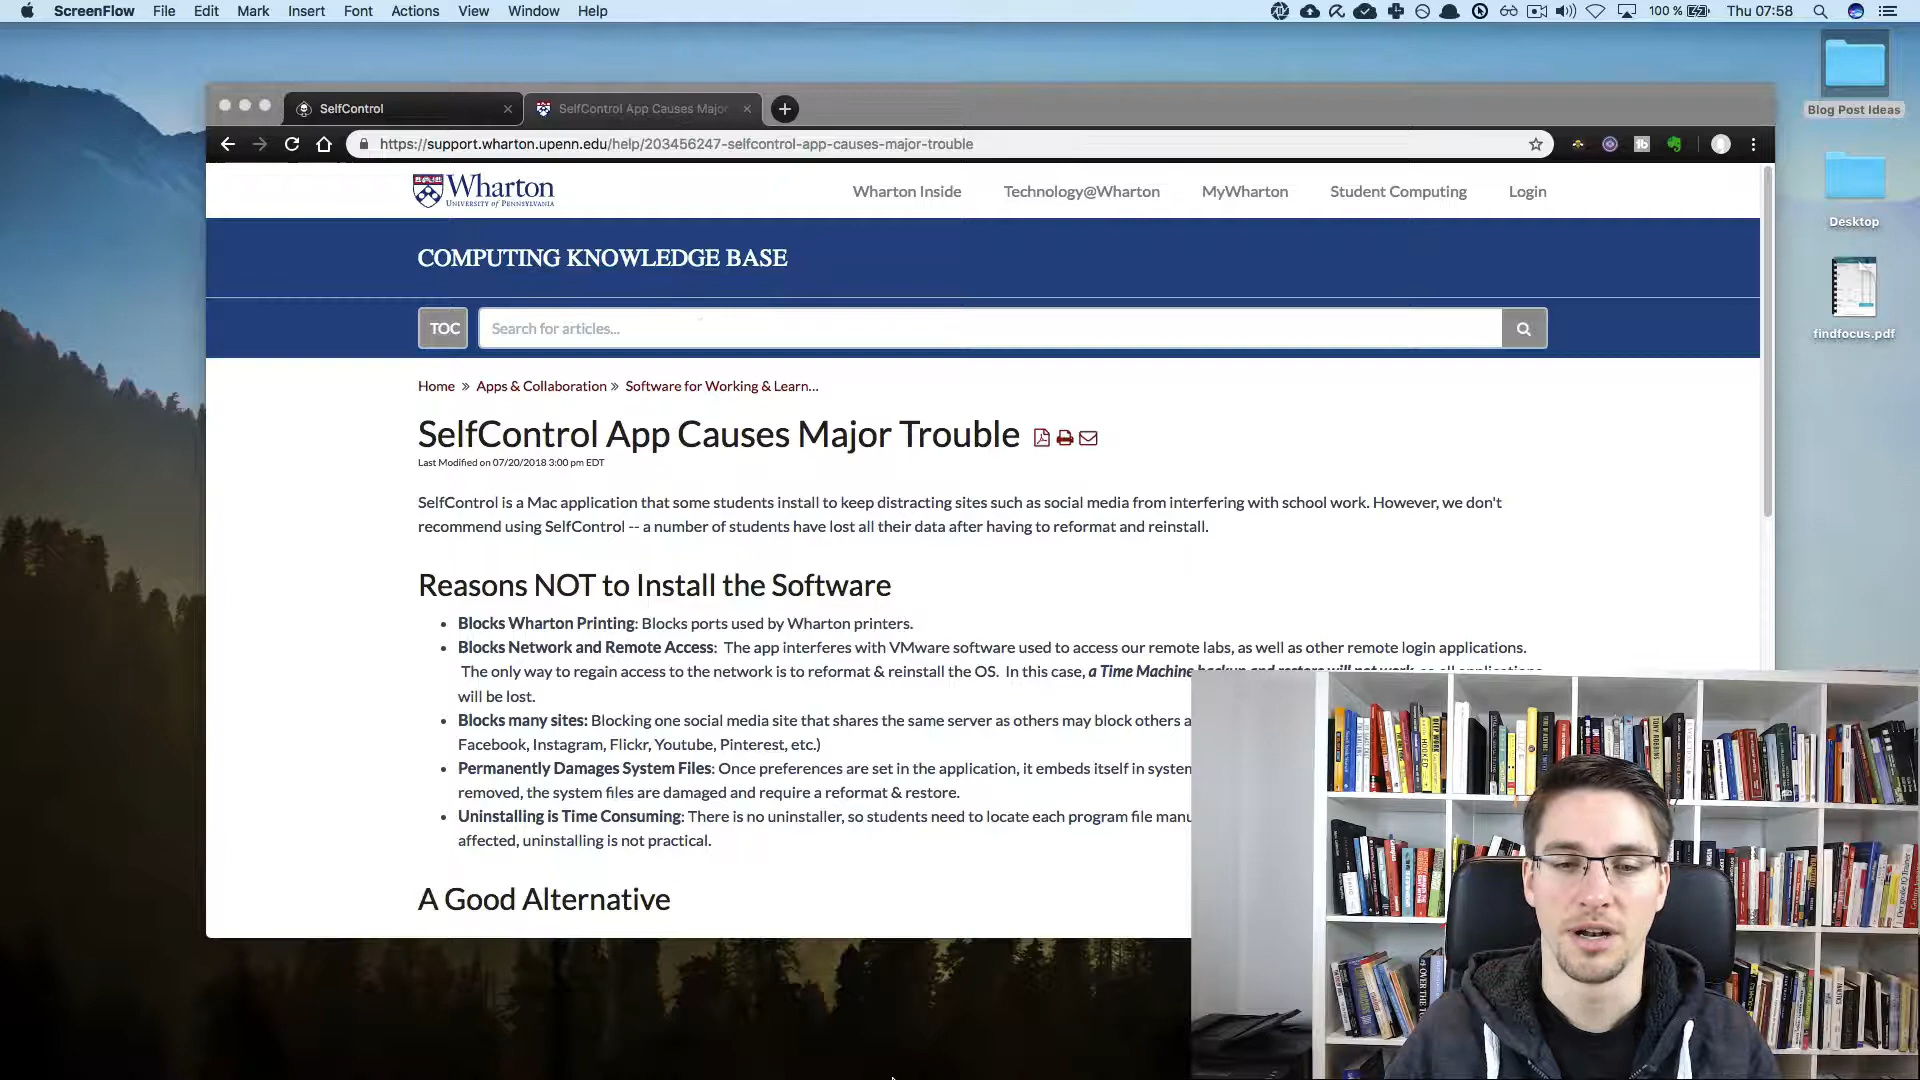 ScreenFlow File Edit Mark Insert Font Actions View Window Help 100 % Thu 07:58
Blog Post Ideas
Desktop
findfocus.pdf
SelfControl
SelfControl App Causes Major
https://support.wharton.upenn.edu/help/203456247-selfcontrol-app-causes-major-trouble
Wharton
UNIVERSITY of PENNSYLVANIA
Wharton Inside Technology@Wharton MyWharton Student Computing Login
COMPUTING KNOWLEDGE BASE
TOC Search for articles...
Home » Apps & Collaboration » Software for Working & Learn...
SelfControl App Causes Major Trouble
Last Modified on 07/20/2018 3:00 pm EDT
SelfControl is a Mac application that some students install to keep distracting sites such as social media from interfering with school work. However, we don't
recommend using SelfControl -- a number of students have lost all their data after having to reformat and reinstall.
Reasons NOT to Install the Software
• Blocks Wharton Printing: Blocks ports used by Wharton printers.
• Blocks Network and Remote Access: The app interferes with VMware software used to access our remote labs, as well as other remote login applications.
The only way to regain access to the network is to reformat & reinstall the OS. In this case, a Time Machine backup and restore will not work, so all applications
will be lost.
• Blocks many sites: Blocking one social media site that shares the same server as others may block others a
Facebook, Instagram, Flickr, Youtube, Pinterest, etc.)
• Permanently Damages System Files: Once preferences are set in the application, it embeds itself in system
removed, the system files are damaged and require a reformat & restore.
• Uninstalling is Time Consuming: There is no uninstaller, so students need to locate each program file manu
affected, uninstalling is not practical.
A Good Alternative
TONY ROBBINS